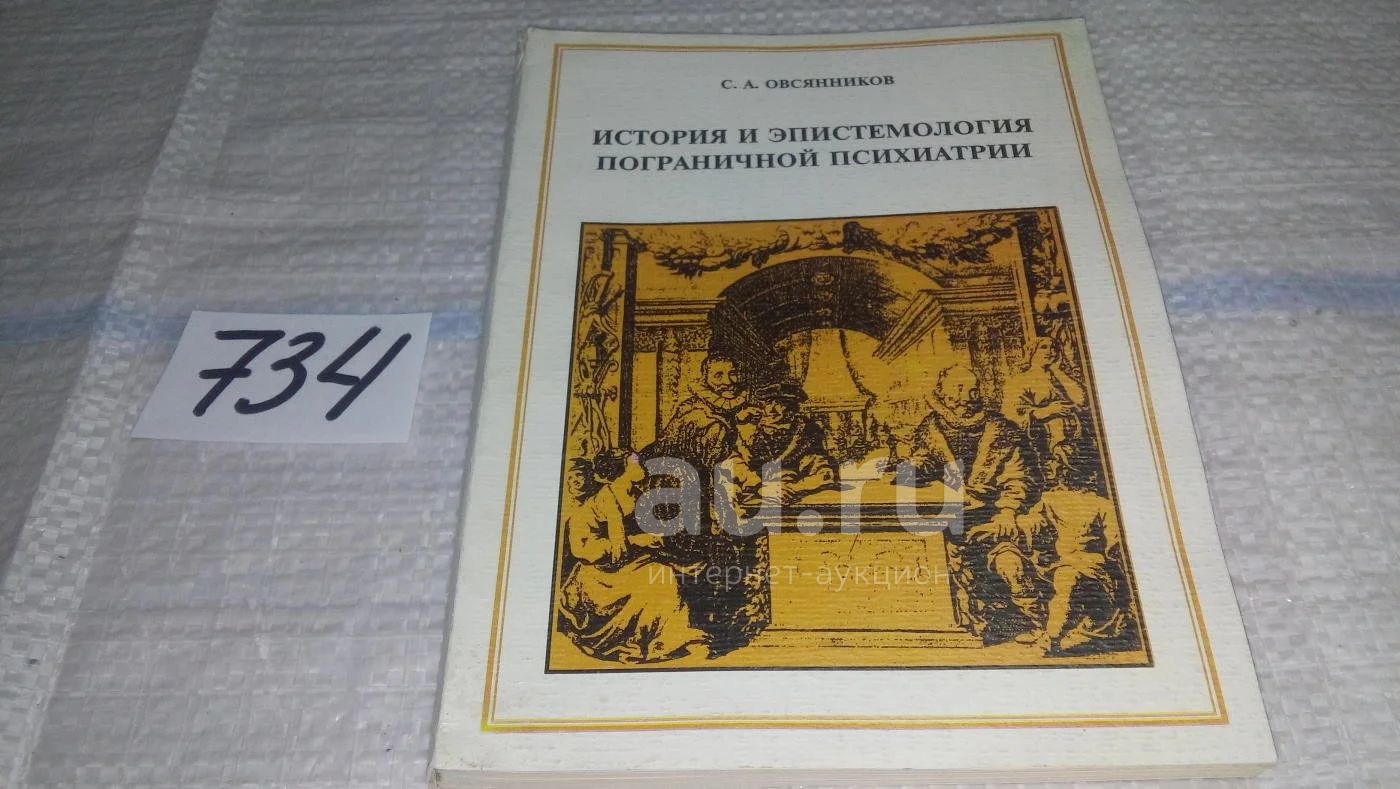 С. А. ОВСЯННИКОВ
ИСТОРИЯ И ЭПИСТЕМОЛОГИЯ
ПОГРАНИЧНОЙ ПСИХИАТРИИ
734
au.ru
интернет-аукцион